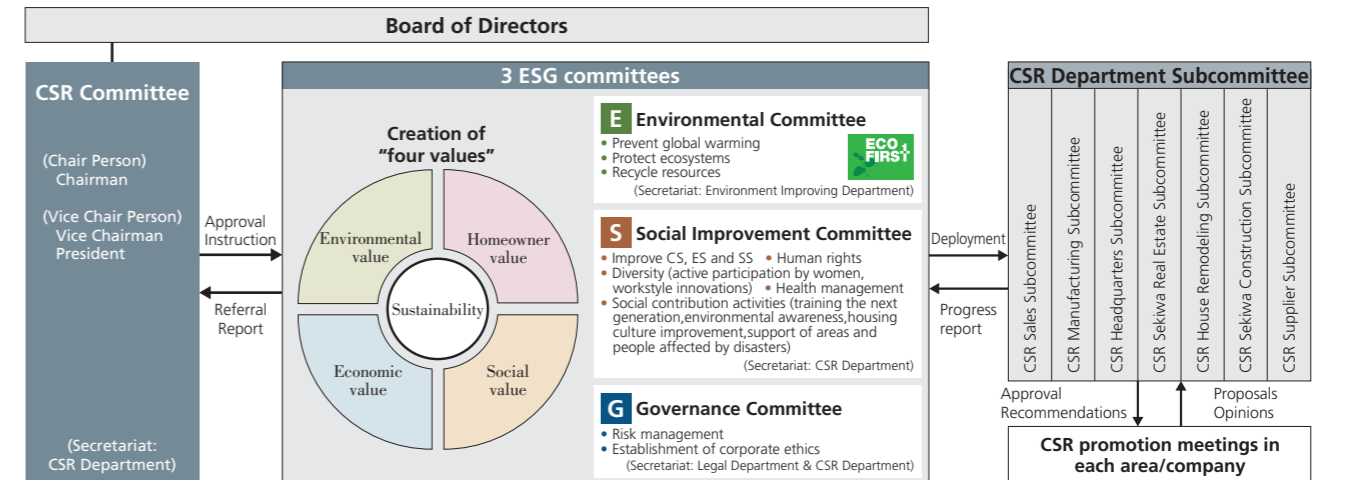 Board of Directors
CSR Committee
(Chair Person)
Chairman
(Vice Chair Person)
Vice Chairman
President
(Secretariat:
CSR Department)
Approval
Instruction
Referral
Report
3 ESG committees
Creation of
“four values”
Environmental
value
Homeowner
value
Sustainability
Economic
value
Social
value
E Environmental Committee
• Prevent global warming
• Protect ecosystems
• Recycle resources
ECO
FIRST
(Secretariat: Environment Improving Department)
S Social Improvement Committee
• Improve CS, ES and SS • Human rights
• Diversity (active participation by women,
workstyle innovations) • Health management
• Social contribution activities (training the next
generation,environmental awareness,housing
culture improvement,support of areas and
people affected by disasters)
(Secretariat: CSR Department)
G Governance Committee
• Risk management
• Establishment of corporate ethics
(Secretariat: Legal Department & CSR Department)
Deployment
Progress
report
CSR Department Subcommittee
CSR Sales Subcommittee
CSR Manufacturing Subcommittee
CSR Headquarters Subcommittee
CSR Sekiwa Real Estate Subcommittee
CSR House Remodeling Subcommittee
CSR Sekiwa Construction Subcommittee
CSR Supplier Subcommittee
Approval
Recommendations
Proposals
Opinions
CSR promotion meetings in
each area/company